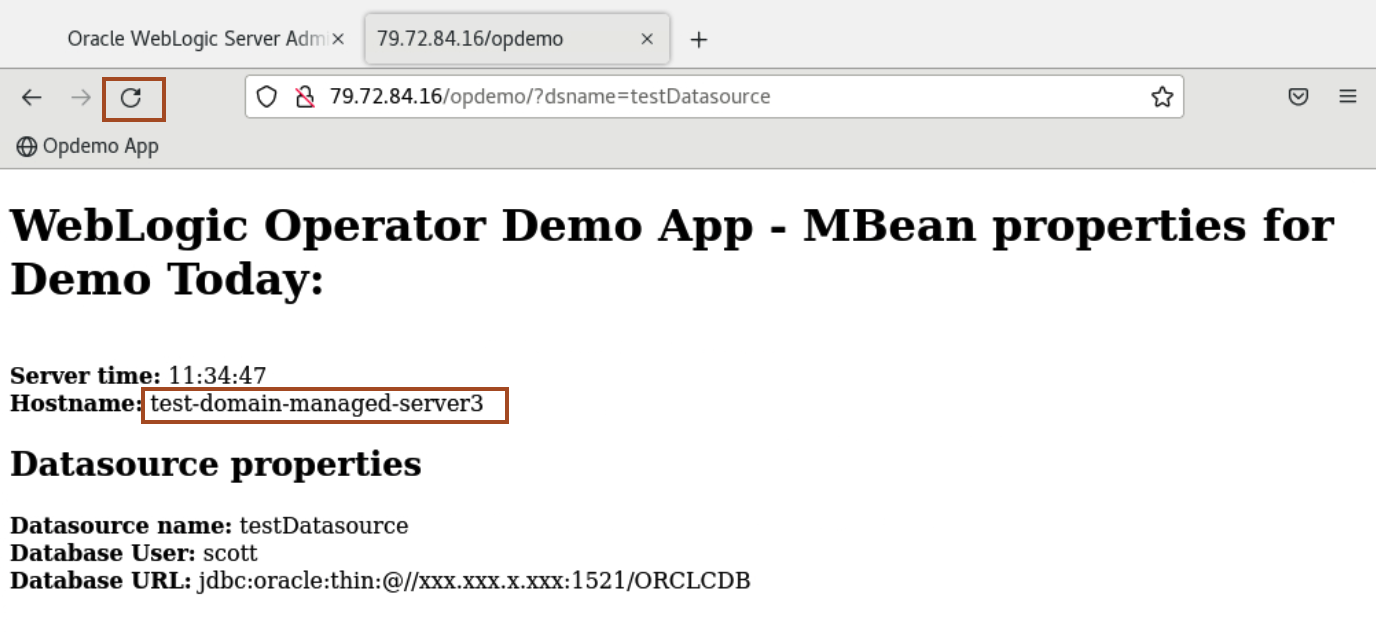 Oracle WebLogic Server Adm
79.72.84.16/opdemo
79.72.84.16/opdemo/?dsname=testDatasource
Opdemo App
WebLogic Operator Demo App - MBean properties for
Demo Today:
Server time: 11:34:47
Hostname: test-domain-managed-server3
Datasource properties
Datasource name: testDatasource
Database User: scott
Database URL: jdbc:oracle:thin:@//xxx.xxx.x.xxx:1521/ORCLCDB